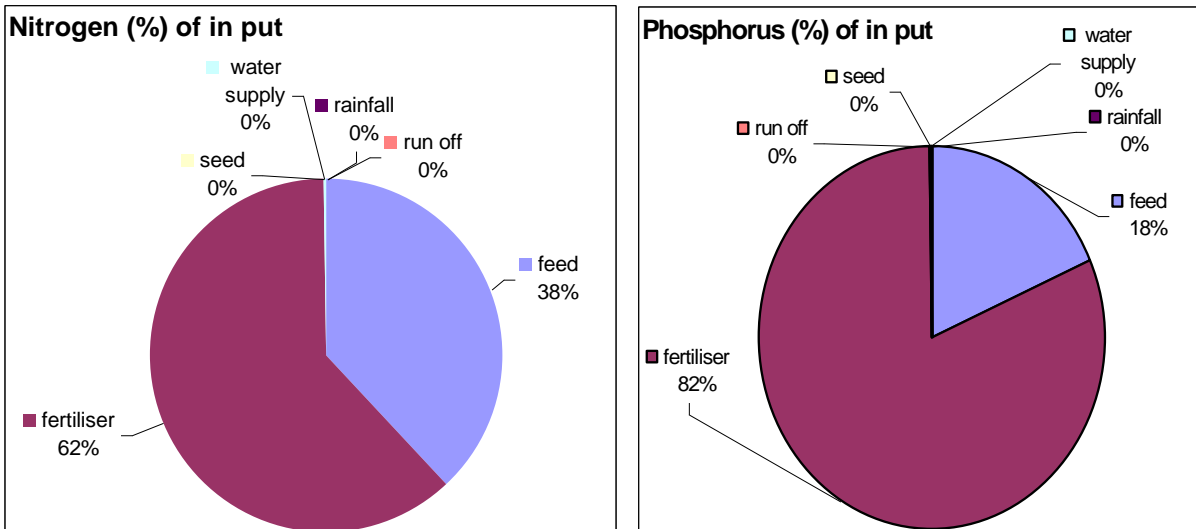 Nitrogen (%) of in put
water
supply
0%
rainfall
0%
run off
0%
seed
0%
feed
38%
fertiliser
62%
Phosphorus (%) of in put
water
supply
0%
seed
0%
rainfall
0%
run off
0%
feed
18%
fertiliser
82%